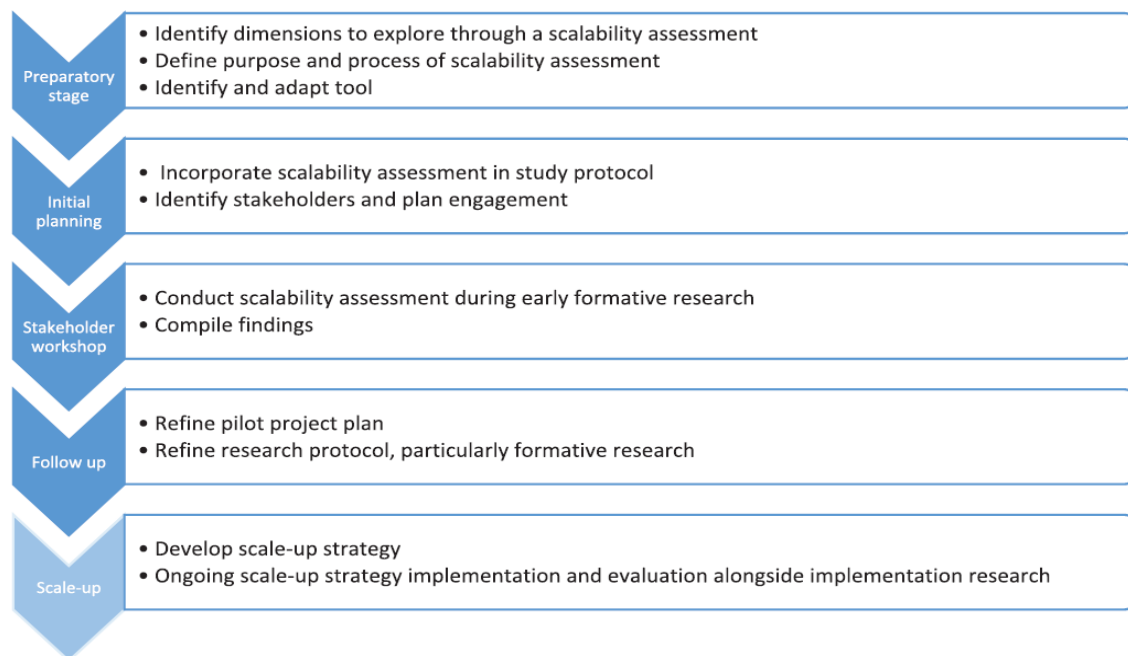 Preparatory
stage
• Identify dimensions to explore through a scalability assessment
• Define purpose and process of scalability assessment
• Identify and adapt tool
Initial
planning
• Incorporate scalability assessment in study protocol
• Identify stakeholders and plan engagement
Stakeholder
workshop
• Conduct scalability assessment during early formative research
• Compile findings
Follow up
• Refine pilot project plan
• Refine research protocol, particularly formative research
Scale-up
• Develop scale-up strategy
• Ongoing scale-up strategy implementation and evaluation alongside implementation research